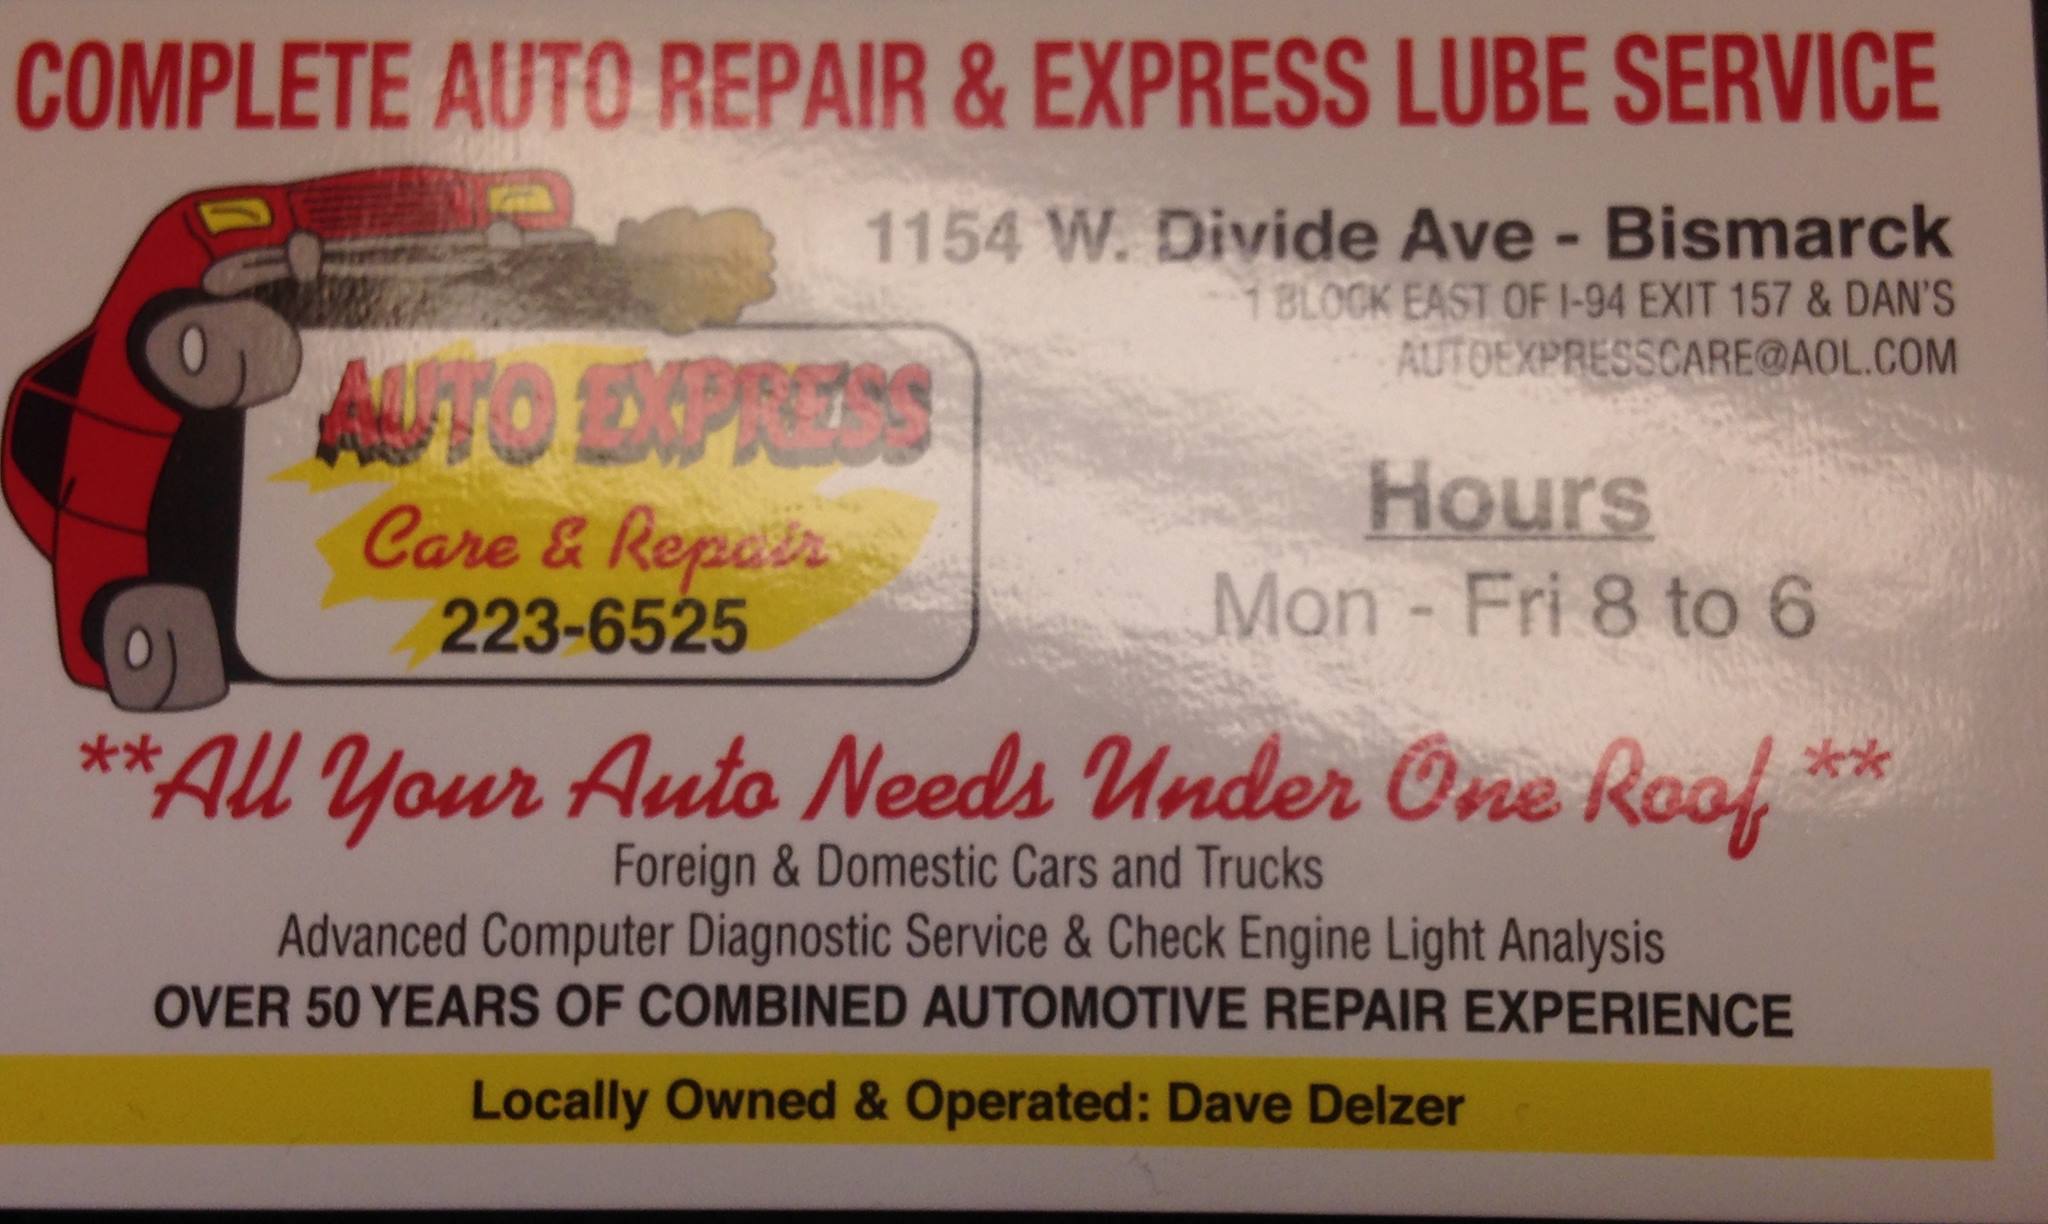 COMPLETE AUTO REPAIR & EXPRESS LUBE SERVICE
1154 W. Divide Ave - Bismarck
1 BLOCK EAST OF I-94 EXIT 157 & DAN'S
AUTOEXPRESSCARE@AOL.COM
AUTO EXPRESS
Care & Repair
223-6525
Hours
Mon - Fri 8 to 6
**All Your Auto Needs Under One Roof**
Foreign & Domestic Cars and Trucks
Advanced Computer Diagnostic Service & Check Engine Light Analysis
OVER 50 YEARS OF COMBINED AUTOMOTIVE REPAIR EXPERIENCE
Locally Owned & Operated: Dave Delzer